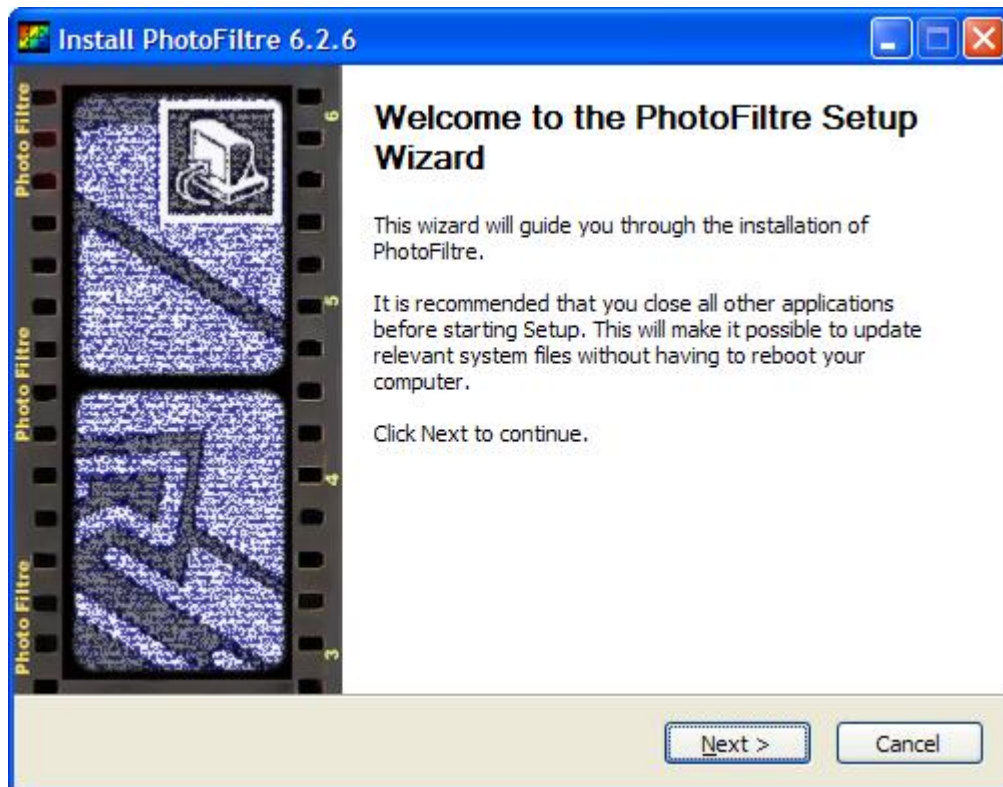 Install PhotoFiltre 6.2.6
Photo Filtre
Photo Filtre
Photo Filtre
6
5
4
3
Welcome to the PhotoFiltre Setup
Wizard
This wizard will guide you through the installation of
PhotoFiltre.
It is recommended that you close all other applications
before starting Setup. This will make it possible to update
relevant system files without having to reboot your
computer.
Click Next to continue.
Next >
Cancel